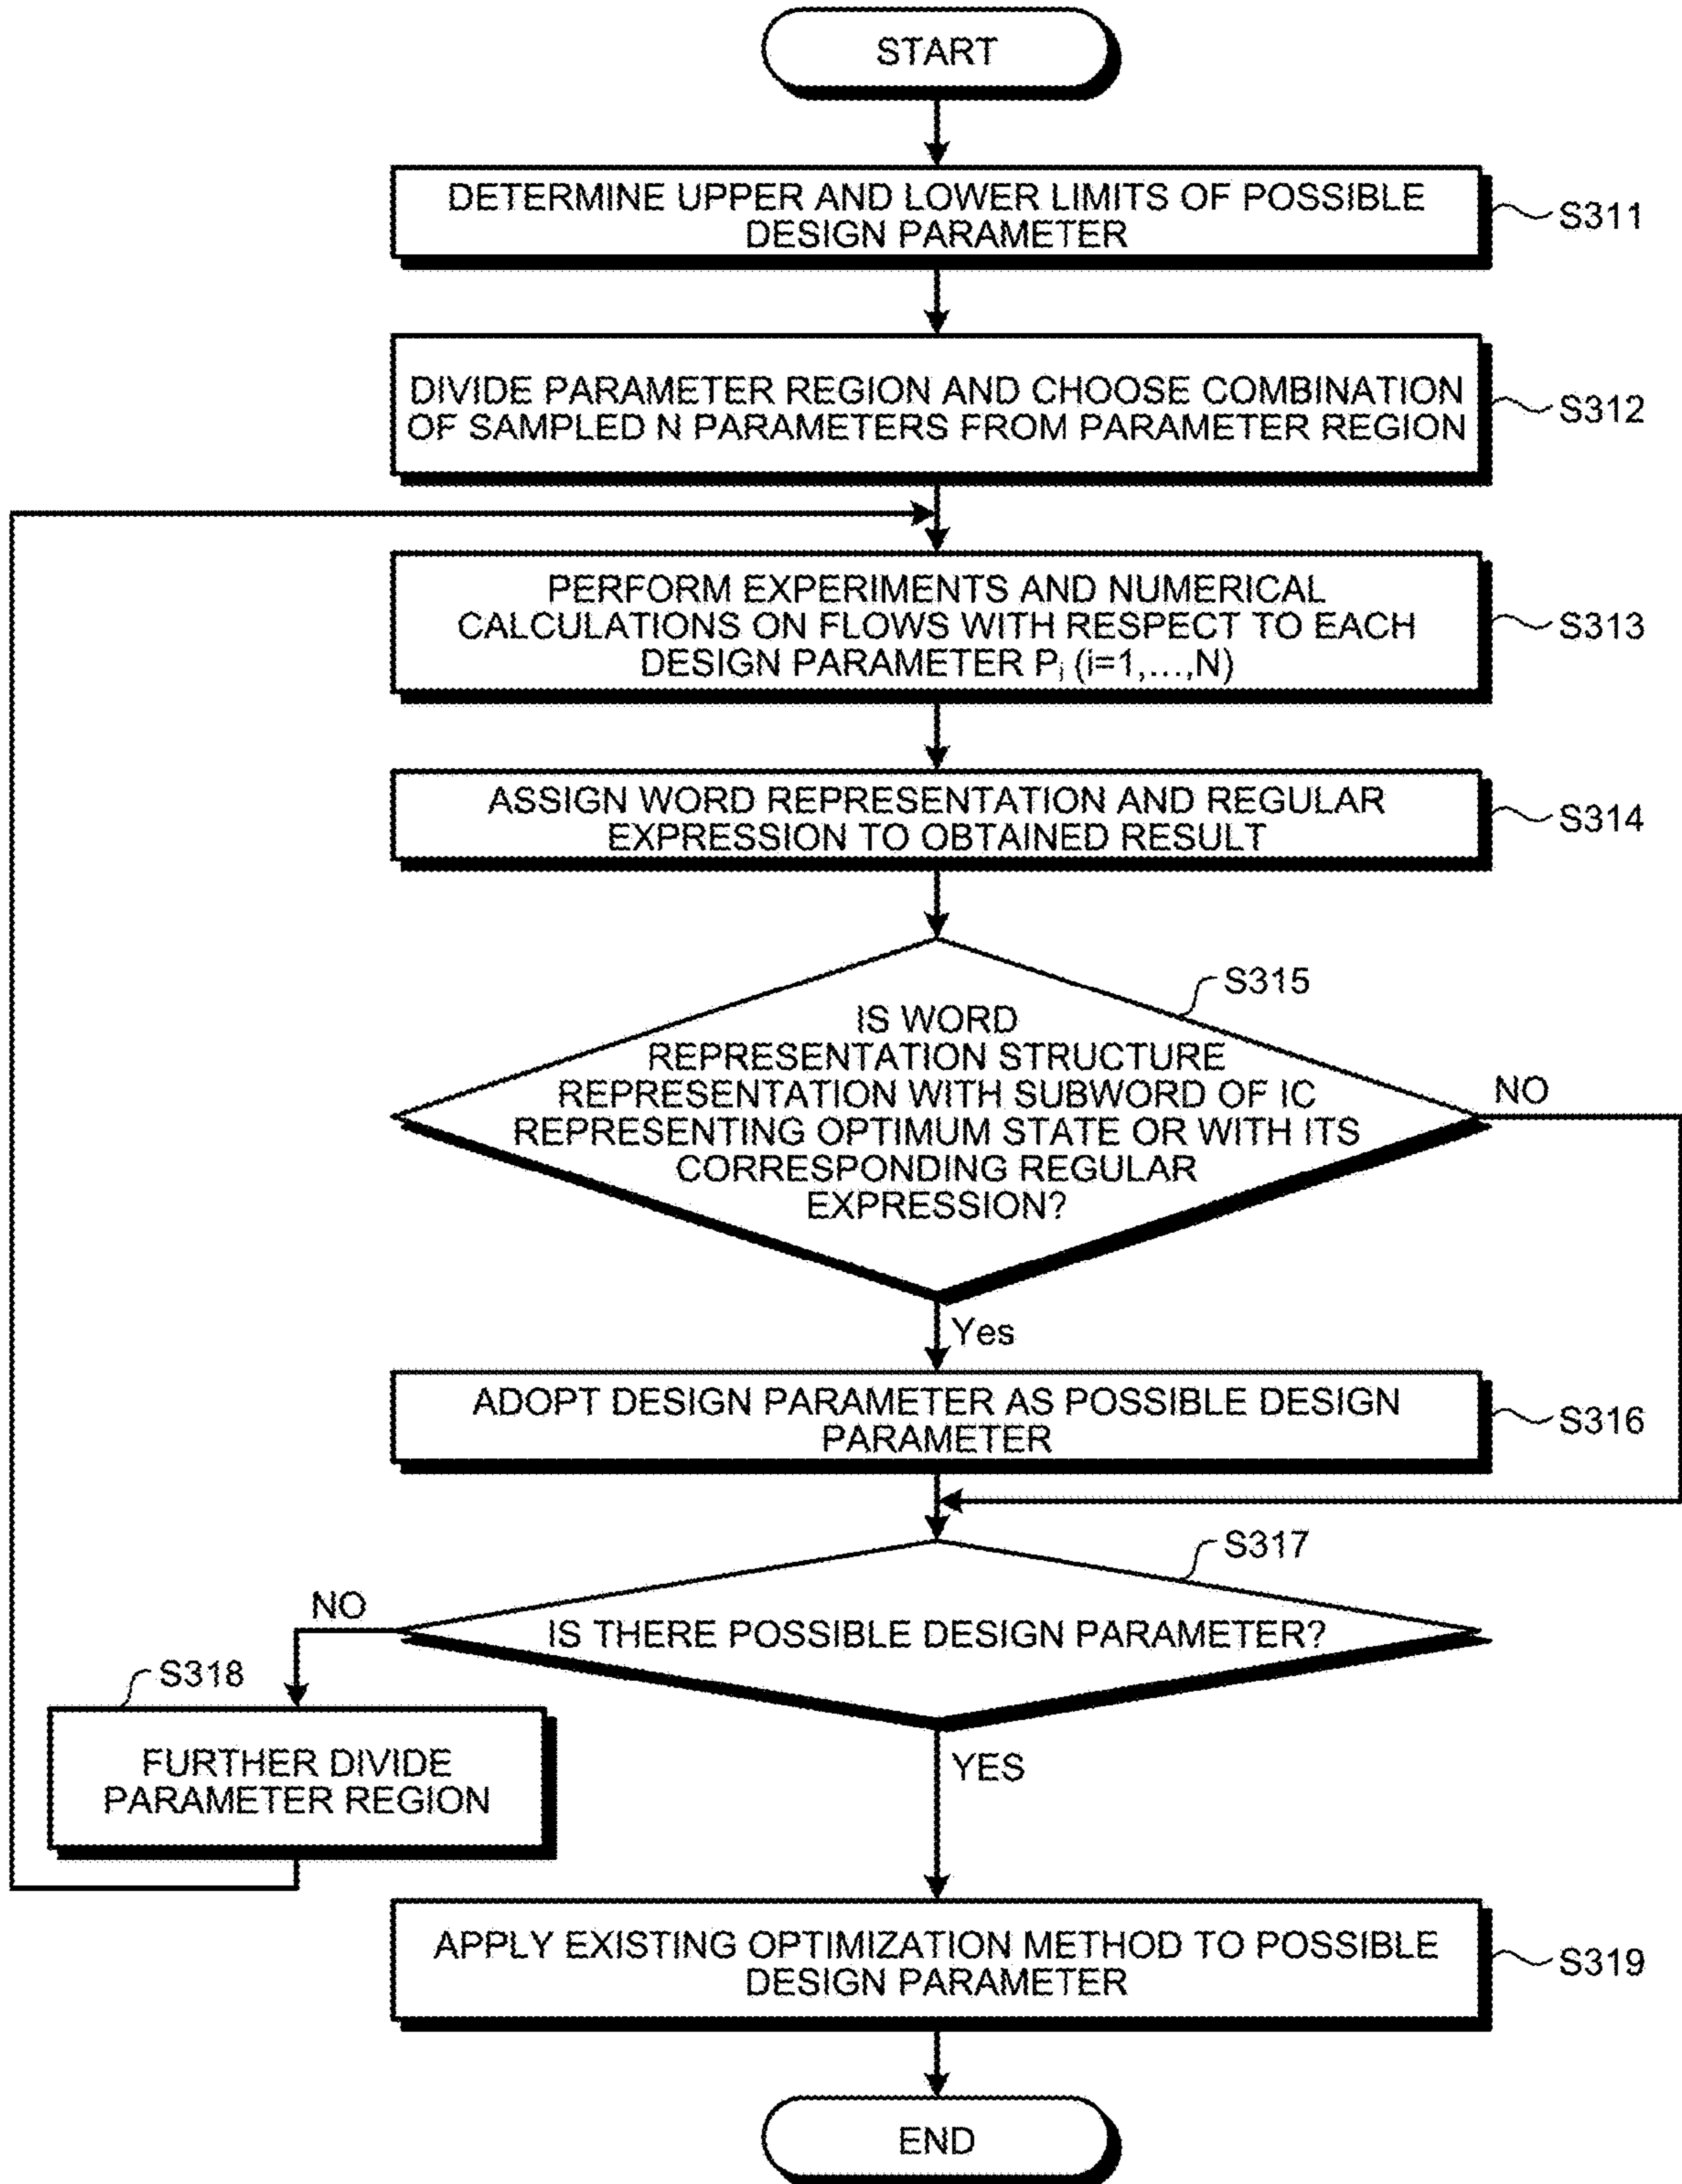 START
DETERMINE UPPER AND LOWER LIMITS OF POSSIBLE
DESIGN PARAMETER
S311
DIVIDE PARAMETER REGION AND CHOOSE COMBINATION
OF SAMPLED N PARAMETERS FROM PARAMETER REGION
S312
PERFORM EXPERIMENTS AND NUMERICAL
CALCULATIONS ON FLOWS WITH RESPECT TO EACH
DESIGN PARAMETER Pi (i=1,...,N)
S313
ASSIGN WORD REPRESENTATION AND REGULAR
EXPRESSION TO OBTAINED RESULT
S314
S315
IS WORD
REPRESENTATION STRUCTURE
REPRESENTATION WITH SUBWORD OF IC
REPRESENTING OPTIMUM STATE OR WITH ITS
CORRESPONDING REGULAR
EXPRESSION?
NO
Yes
ADOPT DESIGN PARAMETER AS POSSIBLE DESIGN
PARAMETER
S316
S317
IS THERE POSSIBLE DESIGN PARAMETER?
NO
S318
FURTHER DIVIDE
PARAMETER REGION
YES
APPLY EXISTING OPTIMIZATION METHOD TO POSSIBLE
DESIGN PARAMETER
S319
END